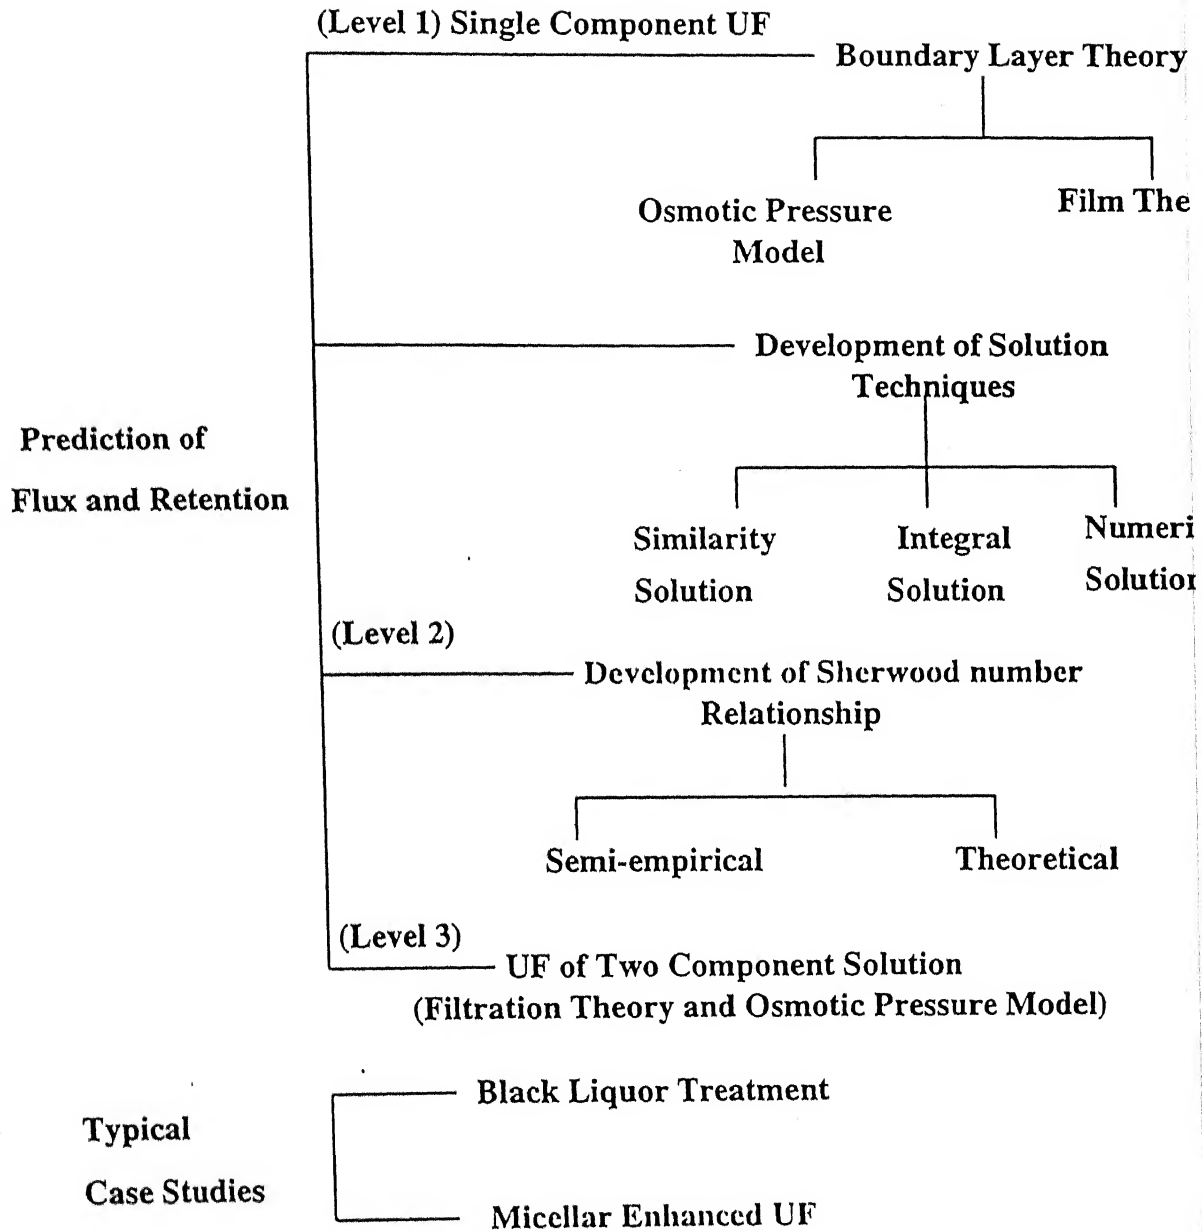 (Level 1) Single Component UF
Boundary Layer Theory
Osmotic Pressure
Model
Film The
Development of Solution
Techniques
Prediction of
Flux and Retention
Similarity
Solution
Integral
Solution
Numeri
Solution
(Level 2)
Development of Sherwood number
Relationship
Semi-empirical
Theoretical
(Level 3)
UF of Two Component Solution
(Filtration Theory and Osmotic Pressure Model)
Typical
Case Studies
Black Liquor Treatment
Micellar Enhanced UF